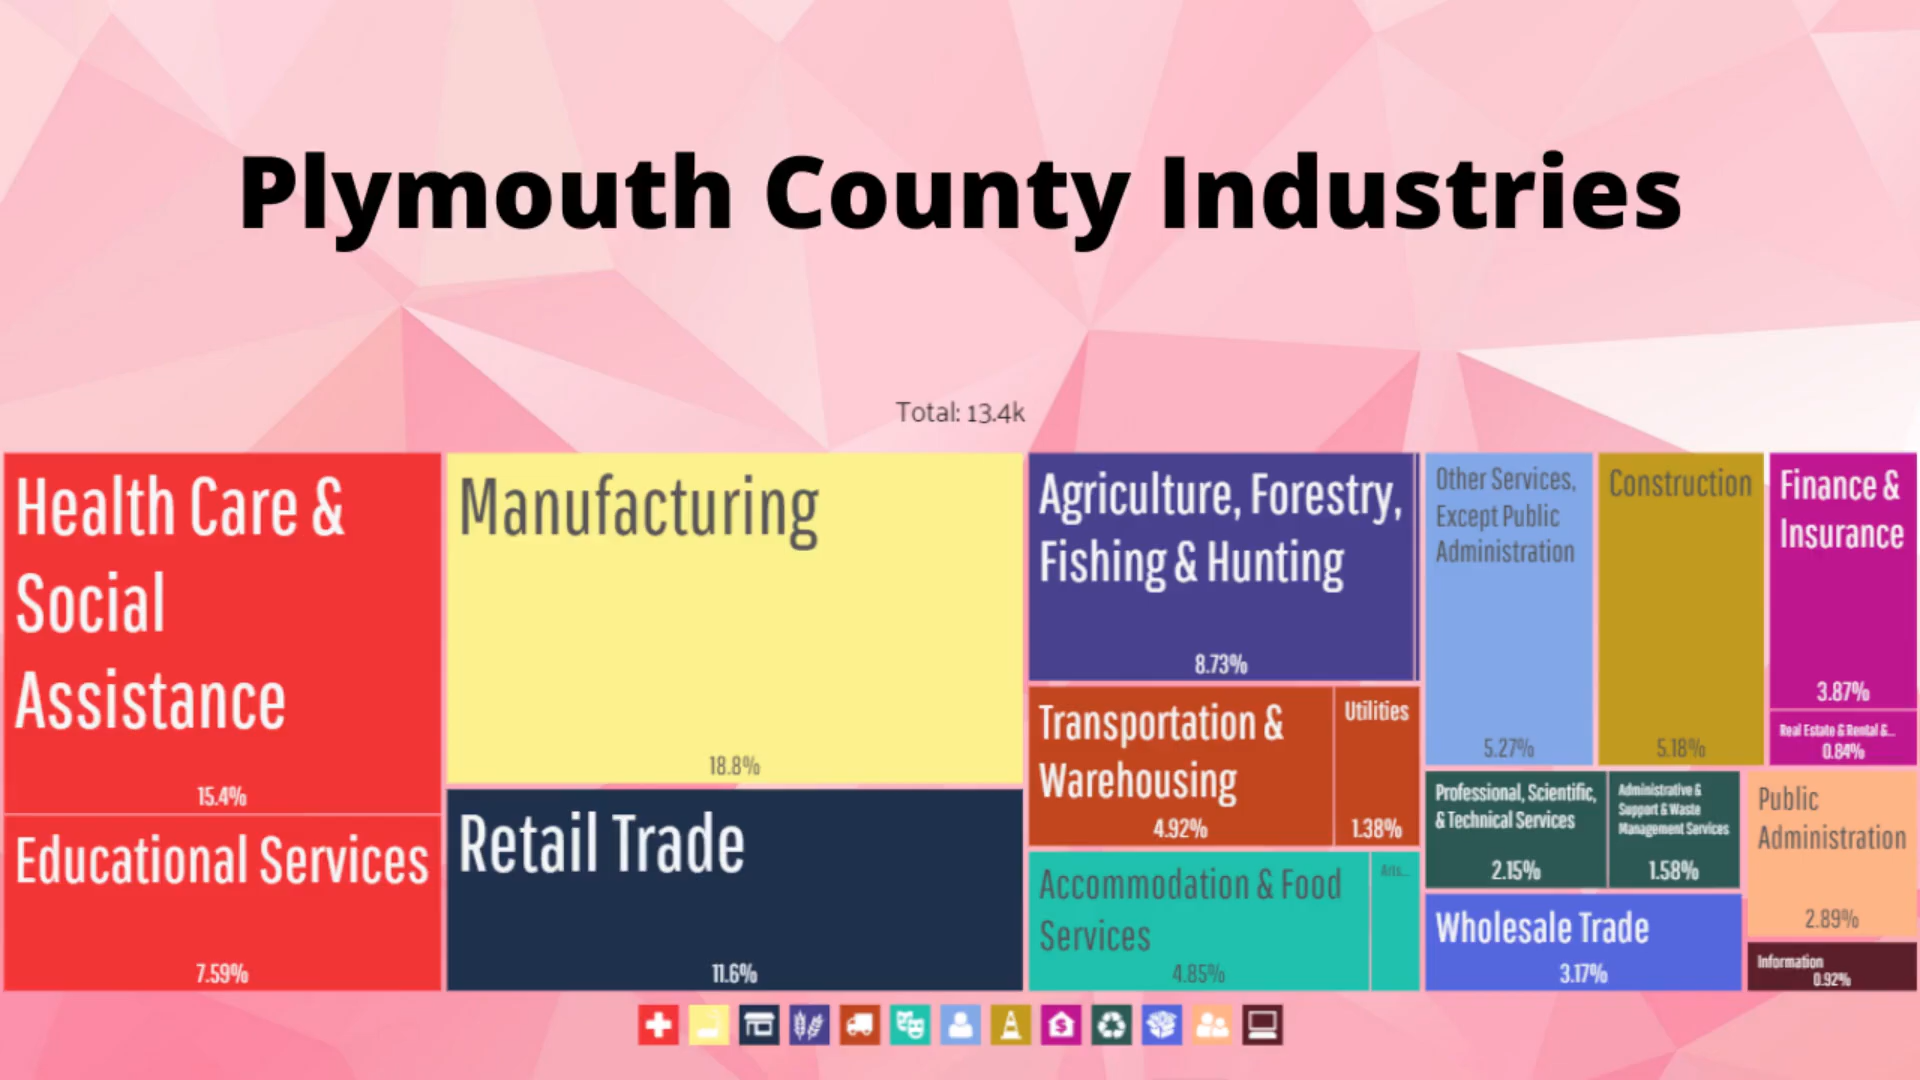 Plymouth County Industries
Total: 13.4k
Health Care &
Social
Assistance
15.4%
Educational Services
7.59%
Manufacturing
18.8%
Retail Trade
11.6%
Agriculture, Forestry,
Fishing & Hunting
8.73%
Transportation &
Warehousing
4.92%
Utilities
1.38%
Accommodation & Food
Services
4.85%
Arts...
Other Services,
Except Public
Administration
5.27%
Construction
5.18%
Finance &
Insurance
3.87%
Real Estate & Rental &...
0.84%
Professional, Scientific,
& Technical Services
2.15%
Administrative &
Support & Waste
Management Services
1.58%
Wholesale Trade
3.17%
Public
Administration
2.89%
Information
0.92%